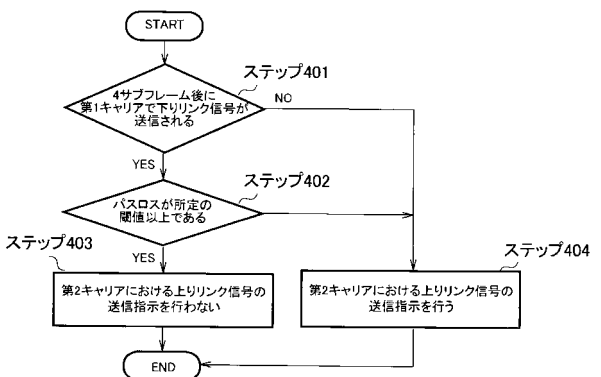 START
ステップ401
4サブフレーム後に
第1キャリアで下りリンク信号が
送信される
NO
YES
ステップ402
パスロスが所定の
閾値以上である
ステップ403
YES
ステップ404
第2キャリアにおける上りリンク信号の
送信指示を行わない
第2キャリアにおける上りリンク信号の
送信指示を行う
END